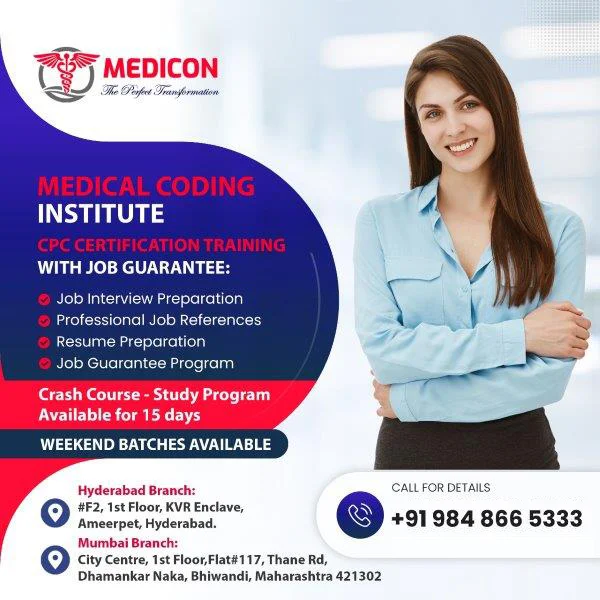 MEDICON
The Perfect Transformation
MEDICAL CODING
INSTITUTE
CPC CERTIFICATION TRAINING
WITH JOB GUARANTEE:
Job Interview Preparation
Professional Job References
Resume Preparation
Job Guarantee Program
Crash Course - Study Program
Available for 15 days
WEEKEND BATCHES AVAILABLE
Hyderabad Branch:
#F2, 1st Floor, KVR Enclave,
Ameerpet, Hyderabad.
Mumbai Branch:
City Centre, 1st Floor,Flat#117, Thane Rd,
Dhamankar Naka, Bhiwandi, Maharashtra 421302
CALL FOR DETAILS
+91 984 866 5333